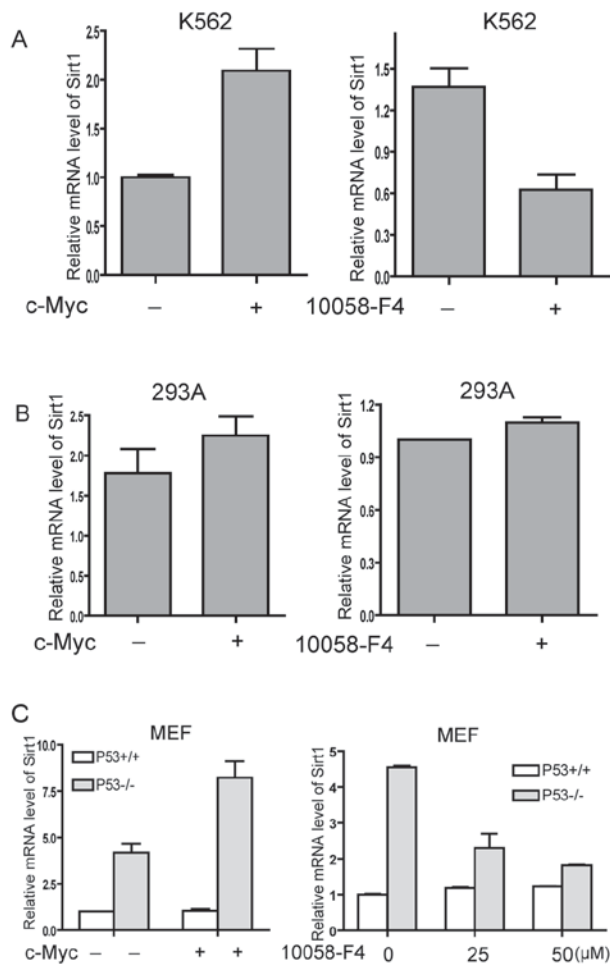 A
K562
Relative mRNA level of Sirt1
2.5
2.0
1.5
1.0
0.5
0.0
c-Myc – +
K562
Relative mRNA level of Sirt1
1.5
1.2
0.9
0.6
0.3
0.0
10058-F4 – +
B
293A
Relative mRNA level of Sirt1
2.5
2.0
1.5
1.0
0.5
0.0
c-Myc – +
293A
Relative mRNA level of Sirt1
1.2
0.9
0.6
0.3
0.0
10058-F4 – +
C
MEF
Relative mRNA level of Sirt1
10.0
7.5
5.0
2.5
0.0
P53+/+
P53-/-
c-Myc – – + +
MEF
Relative mRNA level of Sirt1
5
4
3
2
1
0
P53+/+
P53-/-
10058-F4 0 25 50(μM)